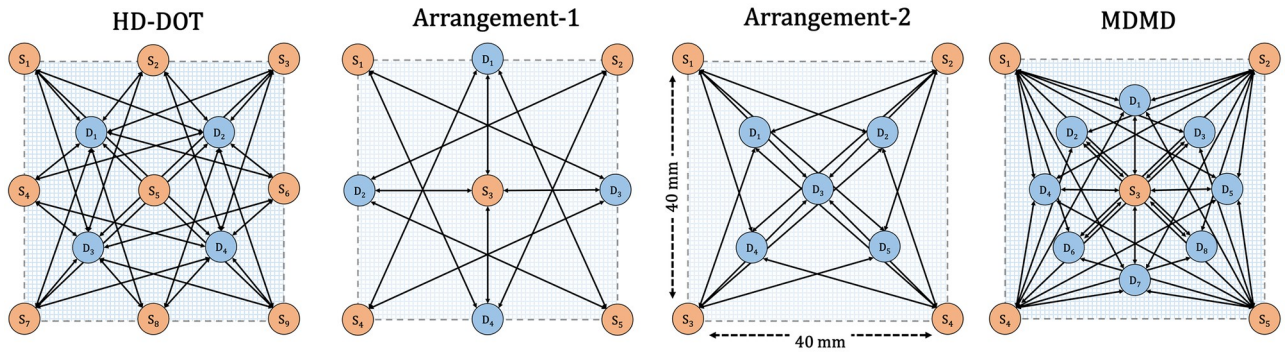 HD-DOT Arrangement-1 Arrangement-2 MDMD
S₁ S₂ S₃
D₁ D₂
S₄ S₅ S₆
D₃ D₄
S₇ S₈ S₉
S₁ D₁ S₂
D₂ S₃ D₃
S₄ D₄ S₅
S₁ S₂
D₁ D₂
40 mm D₃
D₄ D₅
S₃ S₄
40 mm
S₁ S₂
D₁
D₂ D₃
D₄ S₃ D₅
D₆ D₈
D₇
S₄ S₅